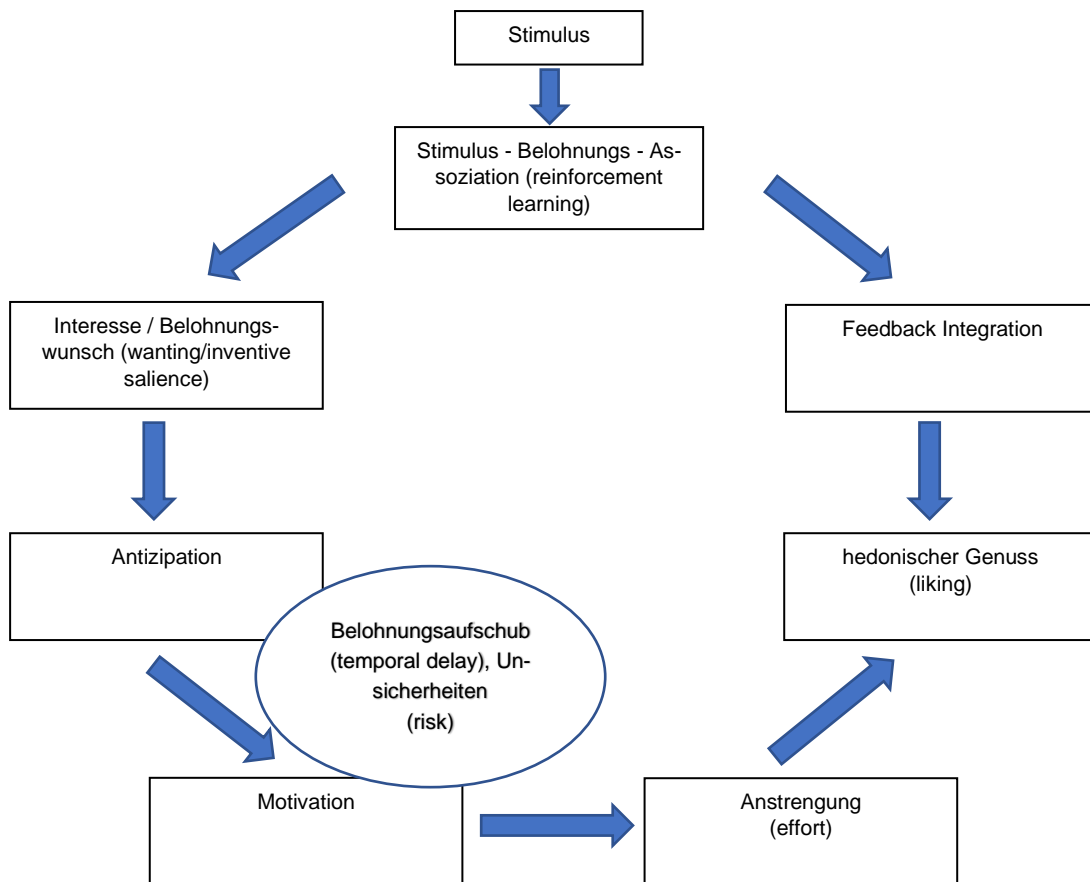 Stimulus
Stimulus - Belohnungs - As-
soziation (reinforcement
learning)
Interesse / Belohnungs-
wunsch (wanting/inventive
salience)
Feedback Integration
Antizipation
hedonischer Genuss
(liking)
Belohnungsaufschub
(temporal delay), Un-
sicherheiten
(risk)
Motivation
Anstrengung
(effort)